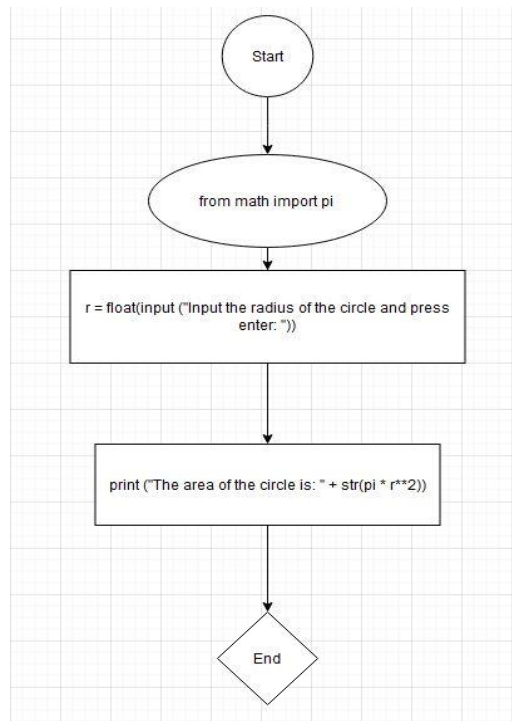 Start
from math import pi
r = float(input ("Input the radius of the circle and press
enter: "))
print ("The area of the circle is: " + str(pi * r**2))
End